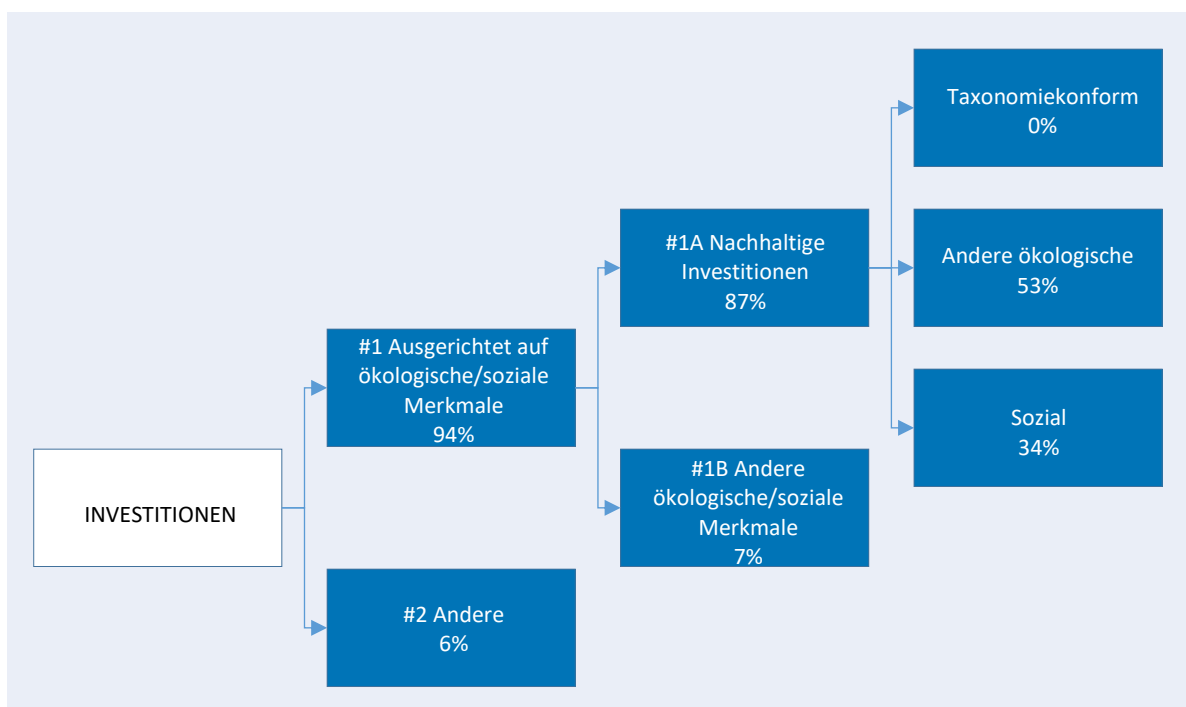 INVESTITIONEN
#1 Ausgerichtet auf
ökologische/soziale
Merkmale
94%
#2 Andere
6%
#1A Nachhaltige
Investitionen
87%
#1B Andere
ökologische/soziale
Merkmale
7%
Taxonomiekonform
0%
Andere ökologische
53%
Sozial
34%